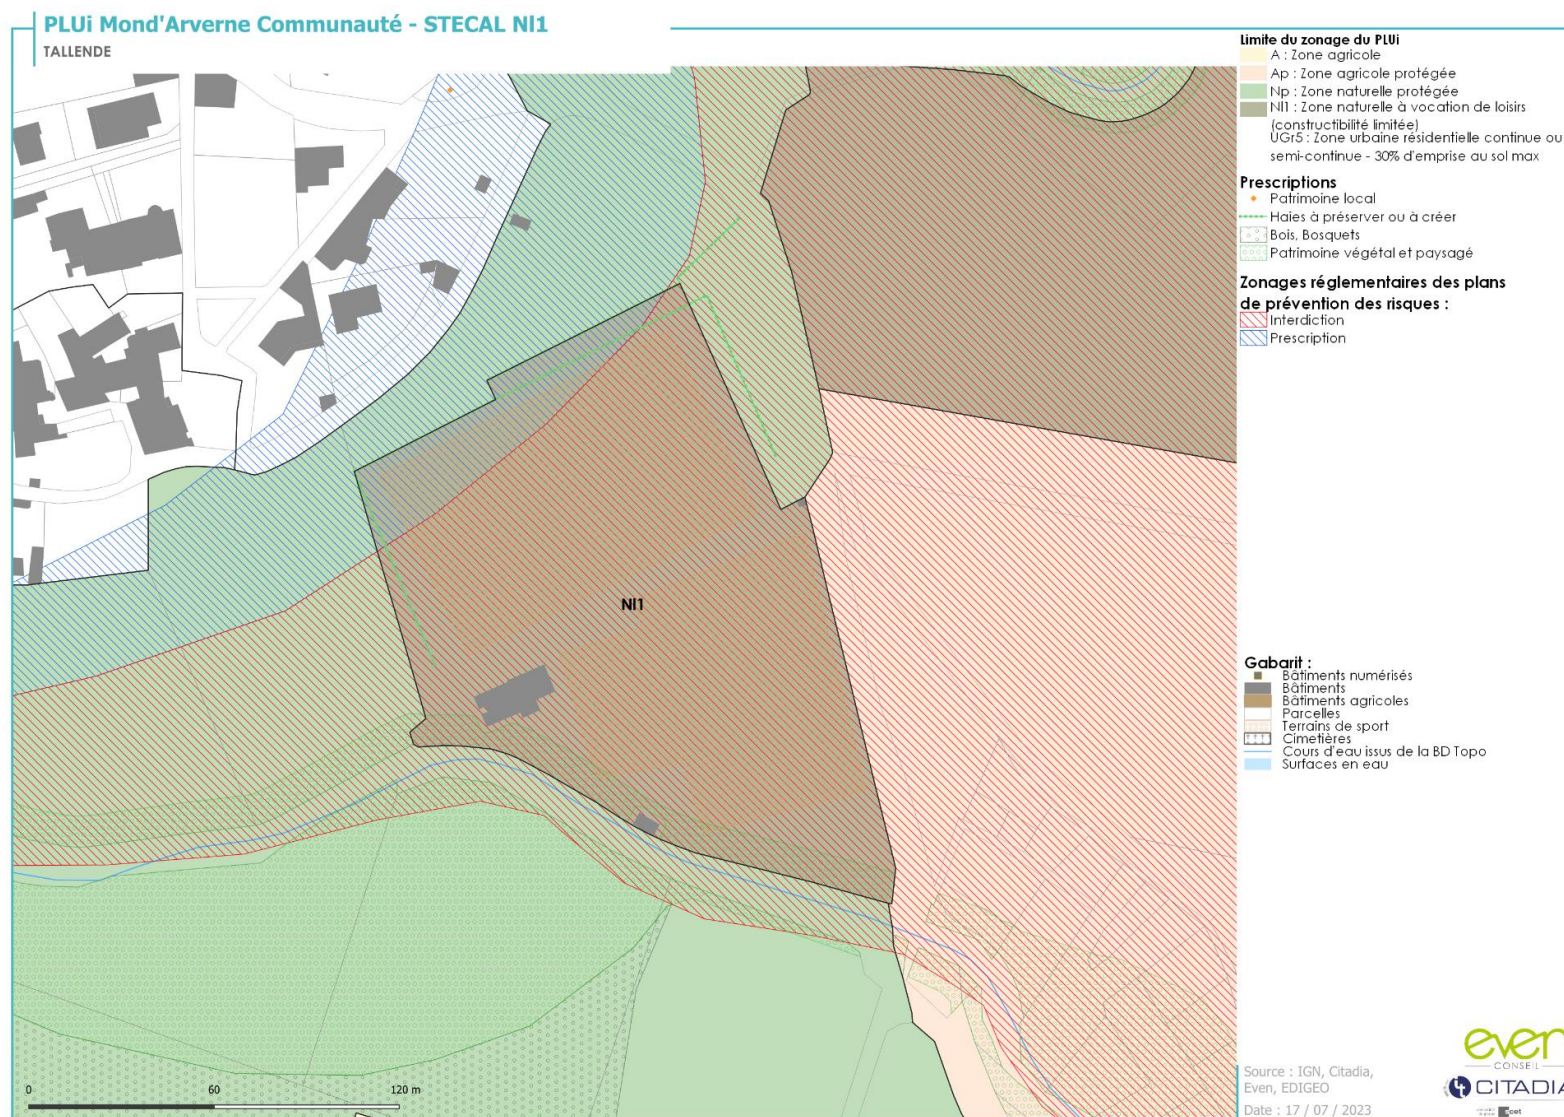 PLUi Mond'Arverne Communauté - STECAL Nl1
TALLENDE
Limite du zonage du PLUi
A : Zone agricole
Ap : Zone agricole protégée
Np : Zone naturelle protégée
Nl1 : Zone naturelle à vocation de loisirs
(constructibilité limitée)
UGr5 : Zone urbaine résidentielle continue ou
semi-continue - 30% d'emprise au sol max
Prescriptions
Patrimoine local
Haies à préserver ou à créer
Bois, Bosquets
Patrimoine végétal et paysagé
Zonages réglementaires des plans
de prévention des risques :
Interdiction
Prescription
Nl1
Gabarit :
Bâtiments numérisés
Bâtiments
Bâtiments agricoles
Parcelles
Terrains de sport
Cimetières
Cours d'eau issus de la BD Topo
Surfaces en eau
0 60 120 m
Source : IGN, Citadia,
Even, EDIGEO
Date : 17 / 07 / 2023
even
CONSEIL
CITADIA